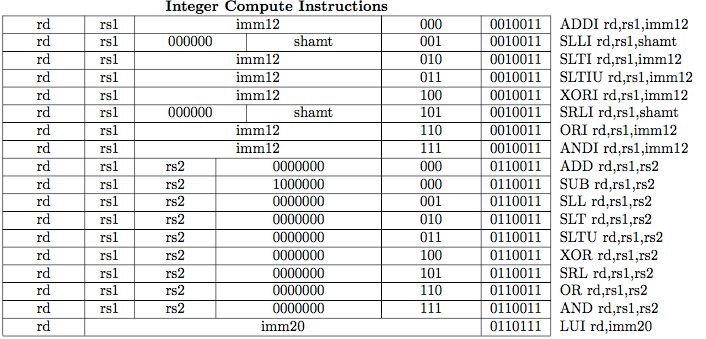 Integer Compute Instructions
rd rs1 imm12 000 0010011 ADDI rd,rs1,imm12
rd rs1 000000 shamt 001 0010011 SLLI rd,rs1,shamt
rd rs1 imm12 010 0010011 SLTI rd,rs1,imm12
rd rs1 imm12 011 0010011 SLTIU rd,rs1,imm12
rd rs1 imm12 100 0010011 XORI rd,rs1,imm12
rd rs1 000000 shamt 101 0010011 SRLI rd,rs1,shamt
rd rs1 imm12 110 0010011 ORI rd,rs1,imm12
rd rs1 imm12 111 0010011 ANDI rd,rs1,imm12
rd rs1 rs2 0000000 000 0110011 ADD rd,rs1,rs2
rd rs1 rs2 1000000 000 0110011 SUB rd,rs1,rs2
rd rs1 rs2 0000000 001 0110011 SLL rd,rs1,rs2
rd rs1 rs2 0000000 010 0110011 SLT rd,rs1,rs2
rd rs1 rs2 0000000 011 0110011 SLTU rd,rs1,rs2
rd rs1 rs2 0000000 100 0110011 XOR rd,rs1,rs2
rd rs1 rs2 0000000 101 0110011 SRL rd,rs1,rs2
rd rs1 rs2 0000000 110 0110011 OR rd,rs1,rs2
rd rs1 rs2 0000000 111 0110011 AND rd,rs1,rs2
rd imm20 0110111 LUI rd,imm20